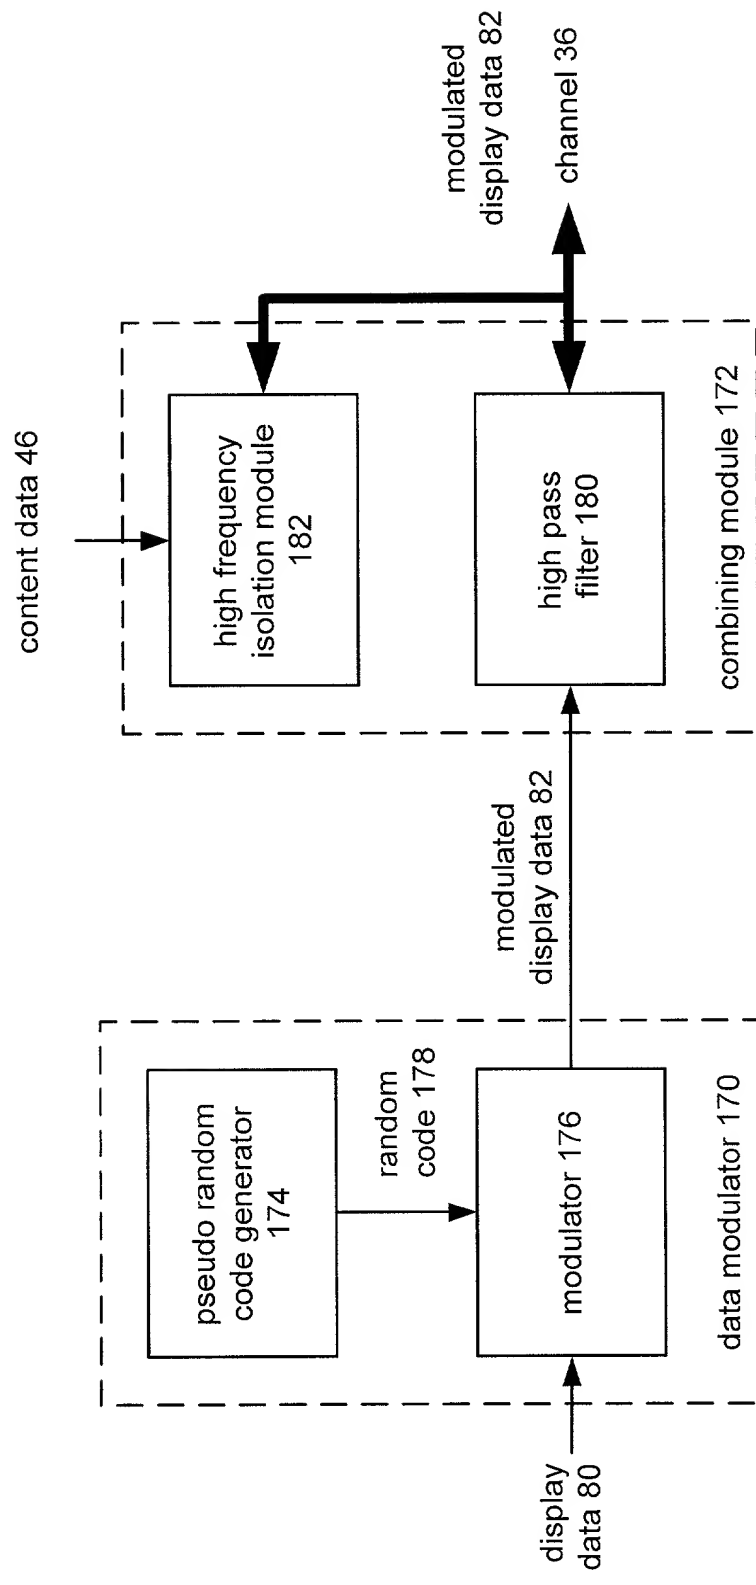 content data 46
high frequency
isolation module
182
modulated
display data 82
channel 36
high pass
filter 180
combining module 172
modulated
display data 82
pseudo random
code generator
174
random
code 178
modulator 176
data modulator 170
display
data 80